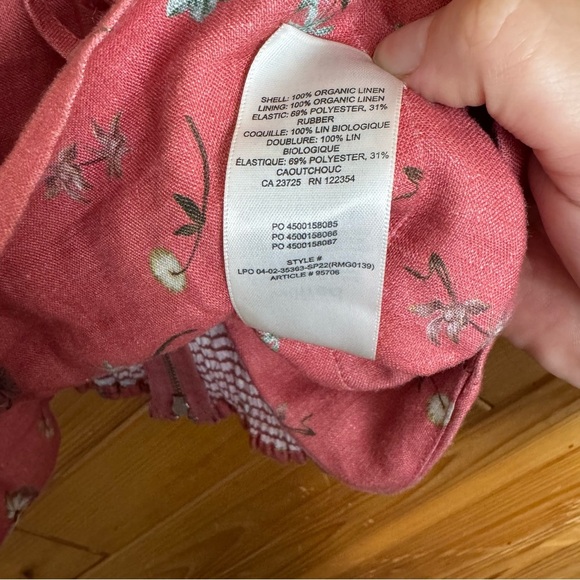 SHELL: 100% ORGANIC LINEN
LINING: 100% ORGANIC LINEN
ELASTIC: 69% POLYESTER, 31%
RUBBER
COQUILLE: 100% LIN BIOLOGIQUE
DOUBLURE: 100% LIN
BIOLOGIQUE
ÉLASTIQUE: 69% POLYESTER, 31%
CAOUTCHOUC
CA 23725 RN 122354
PO 4500158085
PO 4500158086
PO 4500158087
STYLE #
LPO 04-02-35363-SP22(RMG0139)
ARTICLE # 95706